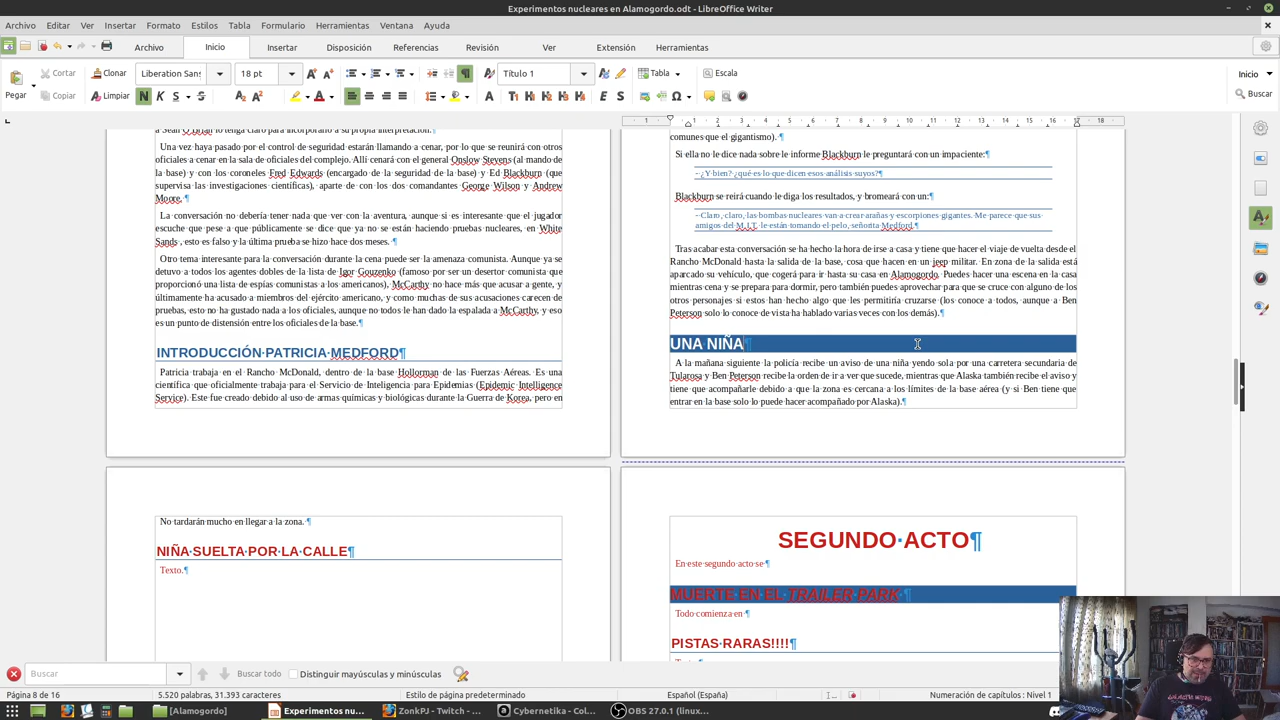 Experimentos nucleares en Alamogordo.odt - LibreOffice Writer
Archivo Editar Ver Insertar Formato Estilos Tabla Formulario Herramientas Ventana Ayuda
Archivo Inicio Insertar Disposición Referencias Revisión Ver Extensión Herramientas
Pegar Cortar Clonar Liberation Sans 18 pt Título 1 Tabla Escala Inicio
Copiar Limpiar Buscar
a Sean O'Brian lo tenga claro para incorporarlo a su propia interpretación.¶
Una vez haya pasado por el control de seguridad estarán llamando a cenar, por lo que se reunirá con otros
oficiales a cenar en la sala de oficiales del complejo. Allí cenará con el general Onslow Stevens (al mando de
la base) y con los coroneles Fred Edwards (encargado de la seguridad de la base) y Ed Blackburn (que
supervisa las investigaciones científicas), aparte de con los dos comandantes George Wilson y Andrew
Moore. ¶
La conversación no debería tener nada que ver con la aventura, aunque si es interesante que el jugador
escuche que pese a que públicamente se dice que ya no se están haciendo pruebas nucleares, en White
Sands , esto es falso y la última prueba se hizo hace dos meses. ¶
Otro tema interesante para la conversación durante la cena puede ser la amenaza comunista. Aunque ya se
detuvo a todos los agentes dobles de la lista de Igor Gouzenko (famoso por ser un desertor comunista que
proporcionó una lista de espías comunistas a los americanos), McCarthy no hace más que acusar a gente, y
últimamente ha acusado a miembros del ejército americano, y como muchas de sus acusaciones carecen de
pruebas, esto no ha gustado nada a los oficiales, aunque no todos le han dado la espalada a McCarthy, y eso
es un punto de distensión entre los oficiales de la base.¶
INTRODUCCIÓN·PATRICIA·MEDFORD¶
Patricia trabaja en el Rancho McDonald, dentro de la base Hollorman de las Fuerzas Aéreas. Es una
científica que oficialmente trabaja para el Servicio de Inteligencia para Epidemias (Epidemic Intelligence
Service). Este fue creado debido al uso de armas químicas y biológicas durante la Guerra de Korea, pero en
comunes que el gigantismo). ¶
Si ella no le dice nada sobre le informe Blackburn le preguntará con un impaciente:¶
- ¿Y bien? ¿qué es lo que dicen esos análisis suyos?¶
Blackburn se reirá cuando le diga los resultados, y bromeará con un:¶
- Claro, claro, las bombas nucleares van a crear arañas y escorpiones gigantes. Me parece que sus
amigos del M.I.T. le están tomando el pelo, señorita Medford.¶
Tras acabar esta conversación se ha hecho la hora de irse a casa y tiene que hacer el viaje de vuelta desde el
Rancho McDonald hasta la salida de la base, cosa que hacen en un jeep militar. En zona de la salida está
aparcado su vehículo, que cogerá para ir hasta su casa en Alamogordo. Puedes hacer una escena en la casa
mientras cena y se prepara para dormir, pero también puedes aprovechar para que se cruce con alguno de los
otros personajes si estos han hecho algo que les permitiría cruzarse (los conoce a todos, aunque a Ben
Peterson solo lo conoce de vista ha hablado varias veces con los demás).¶
UNA·NIÑA¶
A la mañana siguiente la policía recibe un aviso de una niña yendo sola por una carretera secundaria de
Tularosa y Ben Peterson recibe la orden de ir a ver que sucede, mientras que Alaska también recibe el aviso y
tiene que acompañarle debido a que la zona es cercana a los límites de la base aérea (y si Ben tiene que
entrar en la base solo lo puede hacer acompañado por Alaska).¶
No tardarán mucho en llegar a la zona. ¶
NIÑA·SUELTA·POR·LA·CALLE¶
Texto.¶
SEGUNDO·ACTO¶
En este segundo acto se ¶
MUERTE·EN·EL·TRAILER·PARK·¶
Todo comienza en ¶
PISTAS·RARAS!!!!¶
Buscar Buscar todo Distinguir mayúsculas y minúsculas
Página 8 de 16 5.520 palabras, 31.393 caracteres Estilo de página predeterminado Español (España) Numeración de capítulos : Nivel 1
[Alamogordo] Experimentos nu... ZonkPJ - Twitch - ... Cybernetika - Col... OBS 27.0.1 (linux...